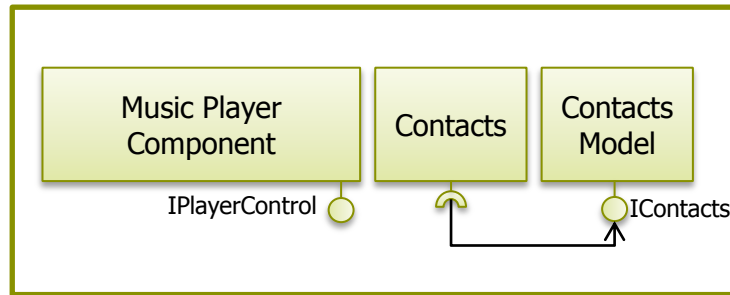 Music Player
Component
Contacts
Contacts
Model
IPlayerControl
IContacts